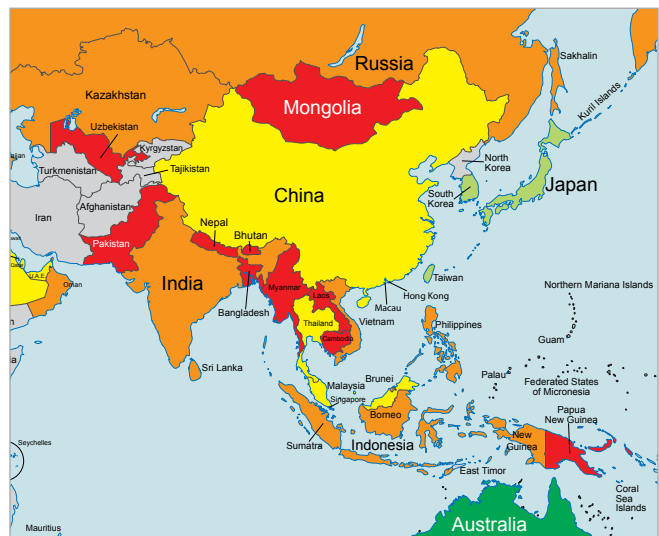 Russia
Sakhalin
Kuril Islands
Kazakhstan
Mongolia
Uzbekistan
Kyrgyzstan
Turkmenistan
Tajikistan
North
Korea
South
Korea
Japan
China
Iran
Afghanistan
Pakistan
Nepal
Bhutan
U.A.E.
Oman
India
Bangladesh
Myanmar
Laos
Thailand
Cambodia
Vietnam
Macau
Hong Kong
Taiwan
Philippines
Northern Mariana Islands
Guam
Palau
Federated States
of Micronesia
Sri Lanka
Malaysia
Brunei
Singapore
Borneo
Sumatra
Indonesia
New
Guinea
Papua
New Guinea
East Timor
Coral
Sea
Islands
Seychelles
Mauritius
Australia